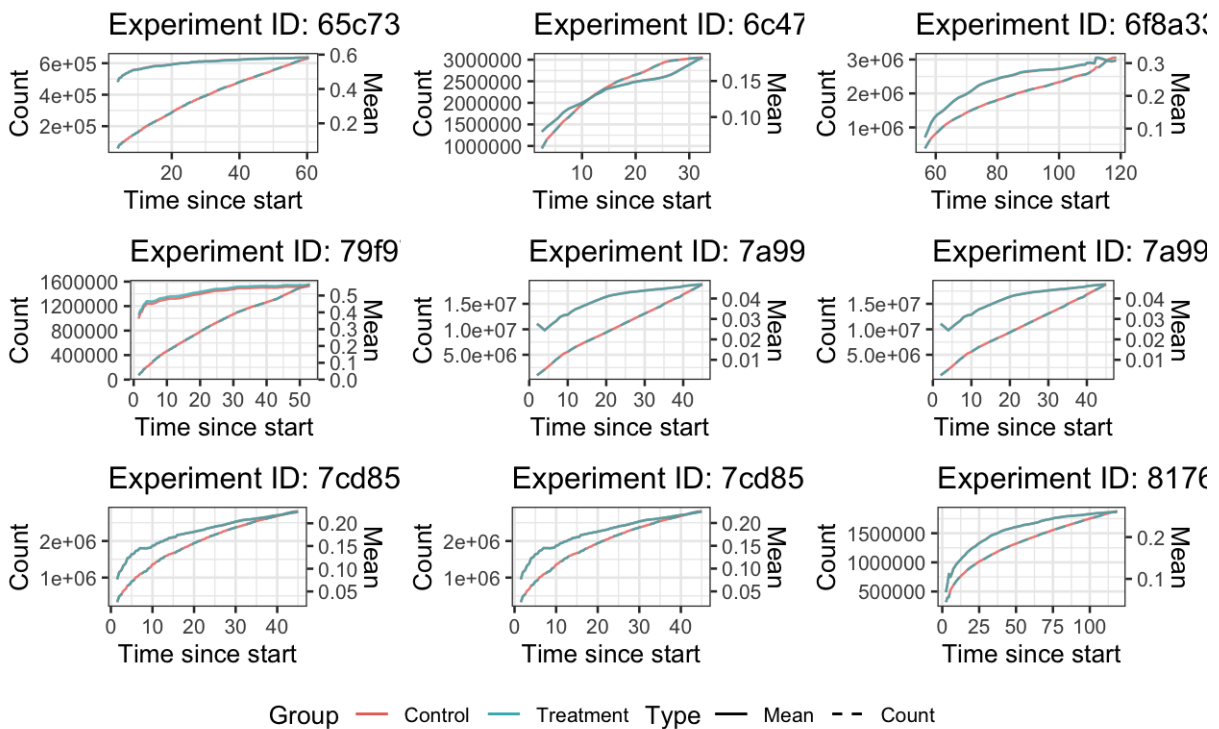 Experiment ID: 65c73
Experiment ID: 6c47
Experiment ID: 6f8a33
Count
6e+05
4e+05
2e+05
0.6
0.4
0.2
Mean
20 40 60
Time since start
Count
3000000
2500000
2000000
1500000
1000000
0.15
0.10
Mean
10 20 30
Time since start
Count
3e+06
2e+06
1e+06
0.3
0.2
0.1
Mean
60 80 100 120
Time since start
Experiment ID: 79f9
Experiment ID: 7a99
Experiment ID: 7a99
Count
1600000
1200000
800000
400000
0
0.5
0.4
0.3
0.2
0.1
0.0
Mean
0 10 20 30 40 50
Time since start
Count
1.5e+07
1.0e+07
5.0e+06
0.04
0.03
0.02
0.01
Mean
0 10 20 30 40
Time since start
Count
1.5e+07
1.0e+07
5.0e+06
0.04
0.03
0.02
0.01
Mean
0 10 20 30 40
Time since start
Experiment ID: 7cd85
Experiment ID: 7cd85
Experiment ID: 8176
Count
2e+06
1e+06
0.20
0.15
0.10
0.05
Mean
0 10 20 30 40
Time since start
Count
2e+06
1e+06
0.20
0.15
0.10
0.05
Mean
0 10 20 30 40
Time since start
Count
1500000
1000000
500000
0.2
0.1
Mean
0 25 50 75 100
Time since start
Group Control Treatment Type Mean Count